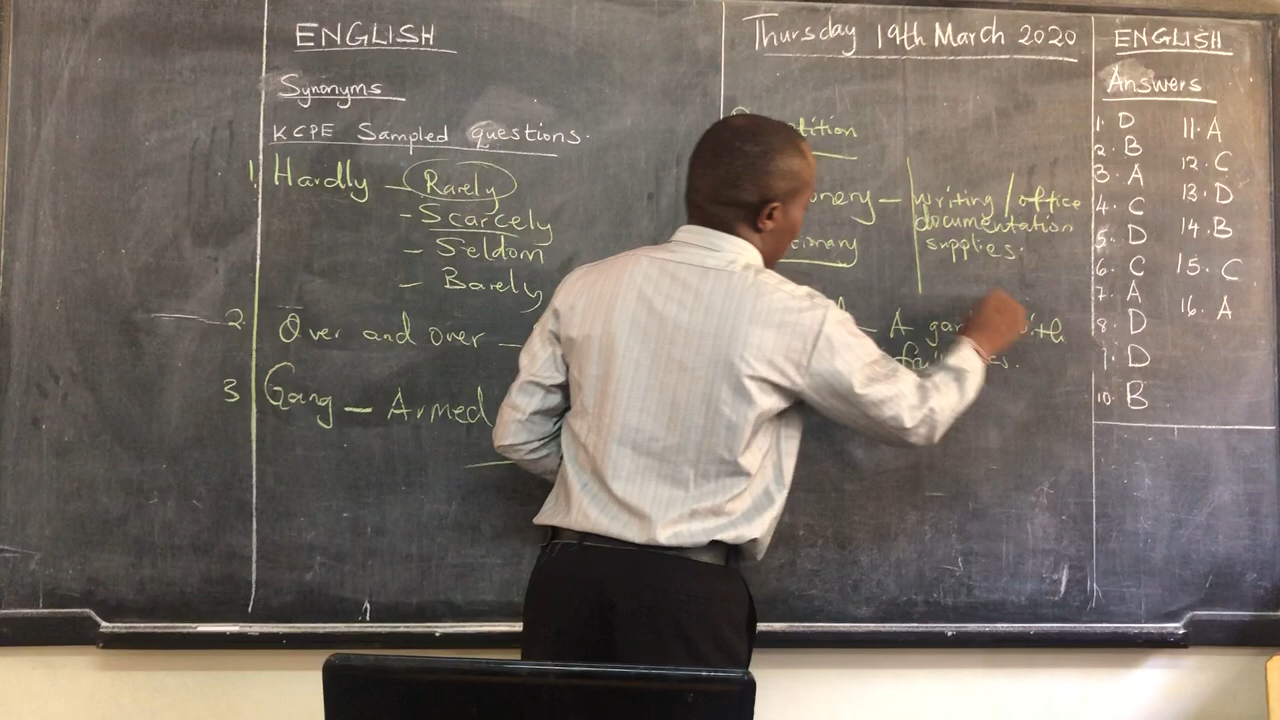 ENGLISH
Synonyms
KCPE Sampled questions.
1. Hardly - Rarely
- Scarcely
- Seldom
- Barely
2. Over and over -
3 Gang - Armed
Thursday 19th March 2020
writing/office
documentation
supplies.
- A
ENGLISH
Answers
1. D
2. B
3. A
4. C
5. D
6. C
7. A
8. D
9. D
10. B
11. A
12. C
13. D
14. B
15. C
16. A